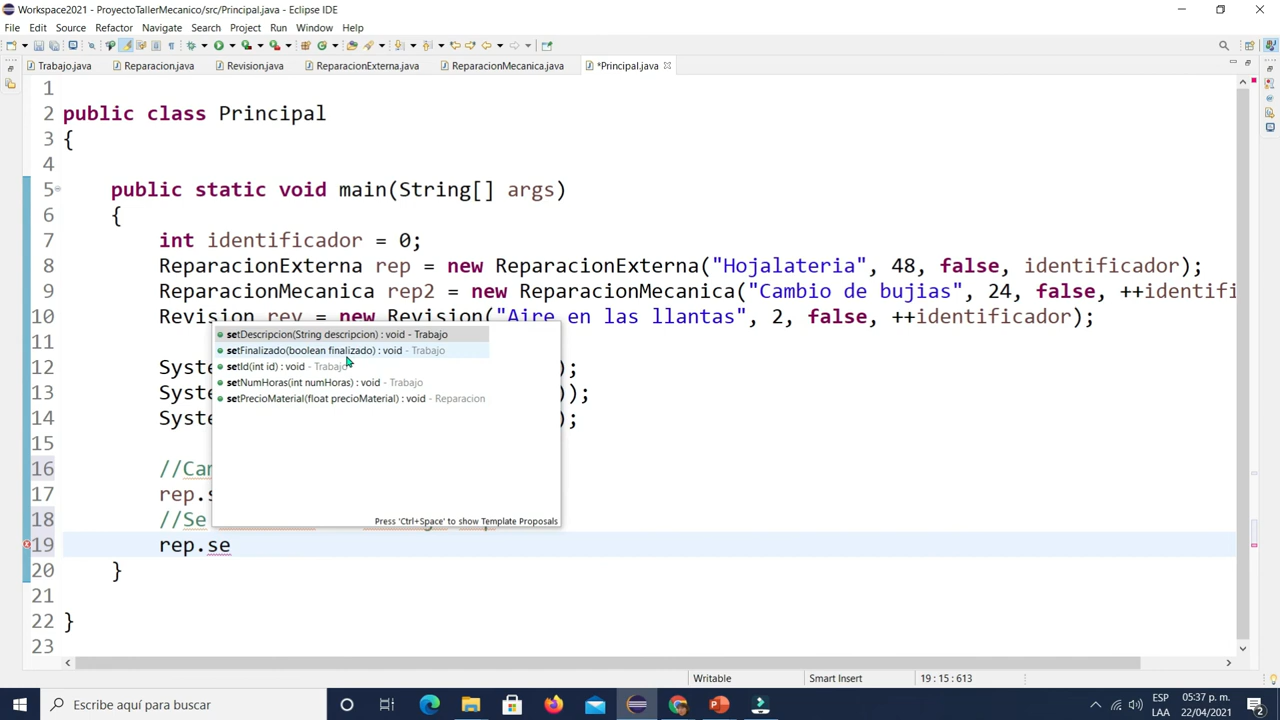 Workspace2021 - ProyectoTallerMecanico/src/Principal.java - Eclipse IDE
File Edit Source Refactor Navigate Search Project Run Window Help
Trabajo.java Reparacion.java Revision.java ReparacionExterna.java ReparacionMecanica.java *Principal.java
1
2 public class Principal
3 {
4
5 public static void main(String[] args)
6 {
7 int identificador = 0;
8 ReparacionExterna rep = new ReparacionExterna("Hojalateria", 48, false, identificador);
9 ReparacionMecanica rep2 = new ReparacionMecanica("Cambio de bujias", 24, false, ++identifi
10 Revision rev = new Revision("Aire en las llantas", 2, false, ++identificador);
setDescripcion(String descripcion) : void - Trabajo
11
setFinalizado(boolean finalizado) : void - Trabajo
12 Syste );
setId(int id) : void - Trabajo
setNumHoras(int numHoras) : void - Trabajo
13 Syste ));
setPrecioMaterial(float precioMaterial) : void - Reparacion
14 Syste );
15
16 //Car
17 rep.s
18 //Se
Press 'Ctrl+Space' to show Template Proposals
19 rep.se
20 }
21
22 }
23
Writable Smart Insert 19 : 15 : 613
Escribe aquí para buscar
ESP 05:37 p. m.
LAA 22/04/2021
2